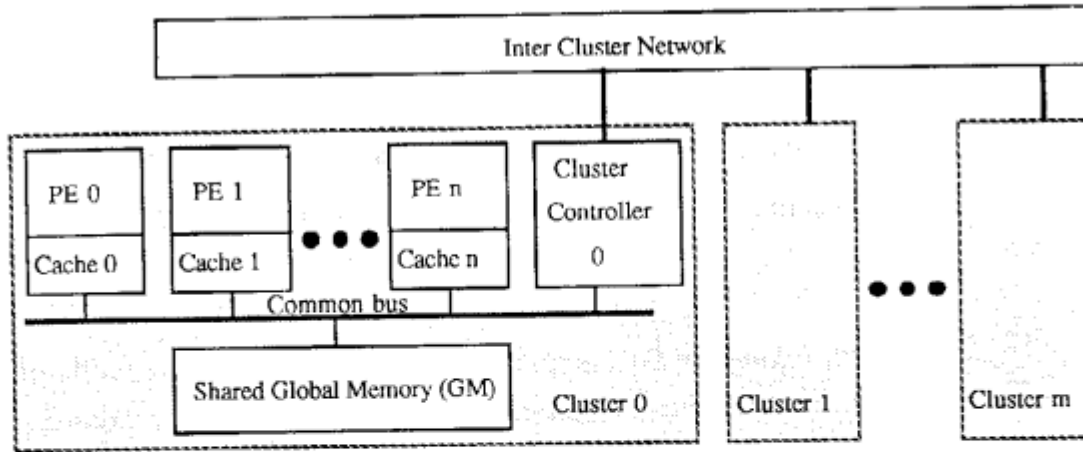 Inter Cluster Network
PE 0
PE 1
PE n
Cluster
Controller
0
Cache 0
Cache 1
Cache n
Common bus
Shared Global Memory (GM)
Cluster 0
Cluster 1
Cluster m